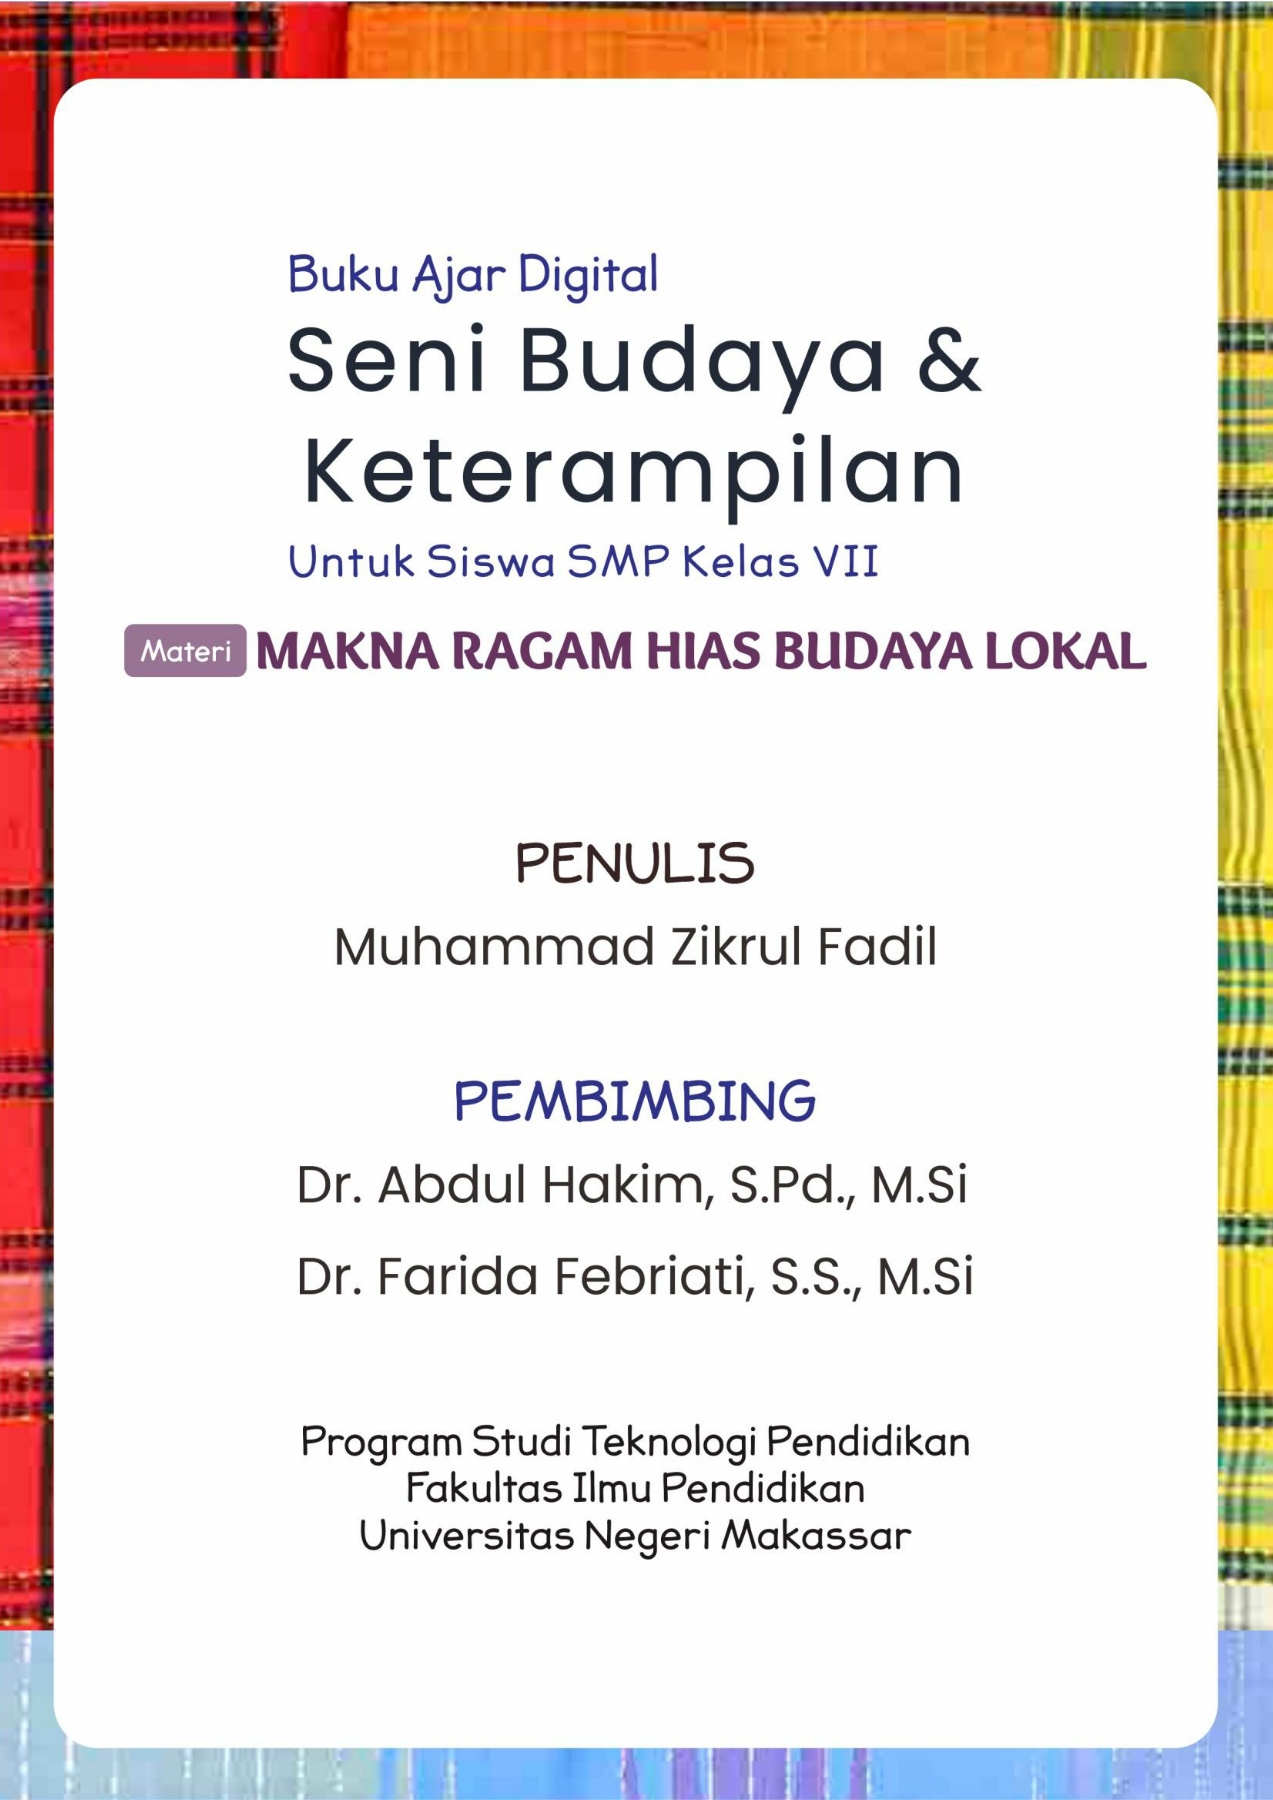 Buku Ajar Digital
Seni Budaya &
Keterampilan
Untuk Siswa SMP Kelas VII
Materi MAKNA RAGAM HIAS BUDAYA LOKAL
PENULIS
Muhammad Zikrul Fadil
PEMBIMBING
Dr. Abdul Hakim, S.Pd., M.Si
Dr. Farida Febriati, S.S., M.Si
Program Studi Teknologi Pendidikan
Fakultas Ilmu Pendidikan
Universitas Negeri Makassar